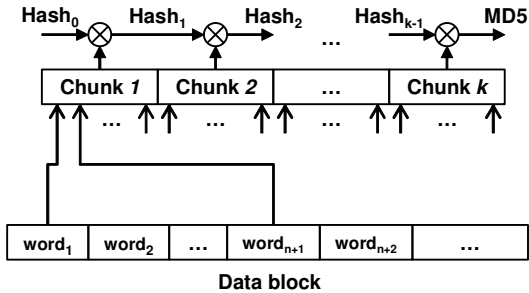 Hash₀ Hash₁ Hash₂ ... Hashₖ₋₁ MD5
Chunk 1 Chunk 2 ... Chunk k
... ... ... ...
word₁ word₂ ... wordₙ₊₁ wordₙ₊₂ ...
Data block